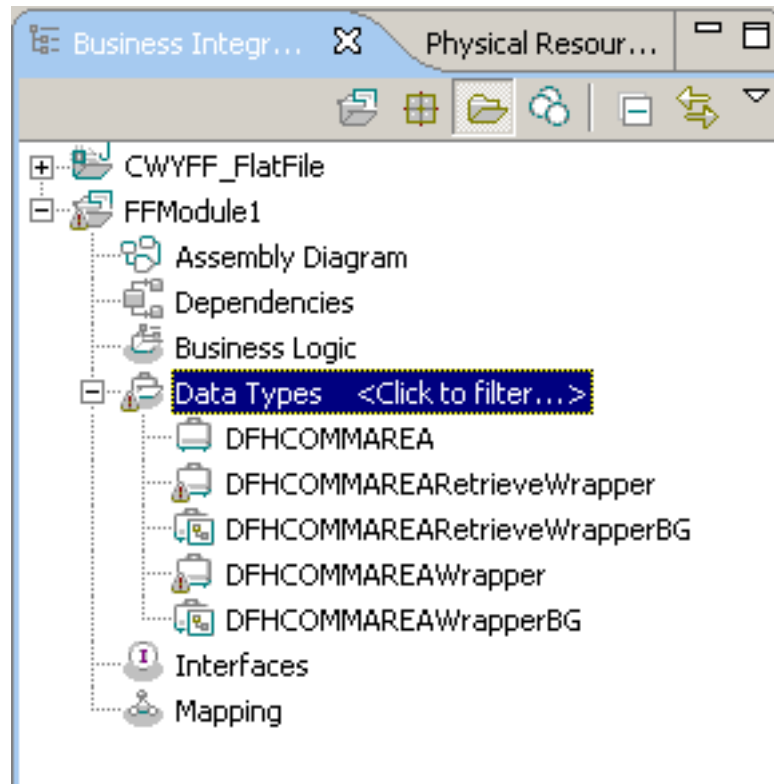 Business Integr... Physical Resour...
CWYFF_FlatFile
FFModule1
Assembly Diagram
Dependencies
Business Logic
Data Types <Click to filter...>
DFHCOMMAREA
DFHCOMMAREARetrieveWrapper
DFHCOMMAREARetrieveWrapperBG
DFHCOMMAREAWrapper
DFHCOMMAREAWrapperBG
Interfaces
Mapping